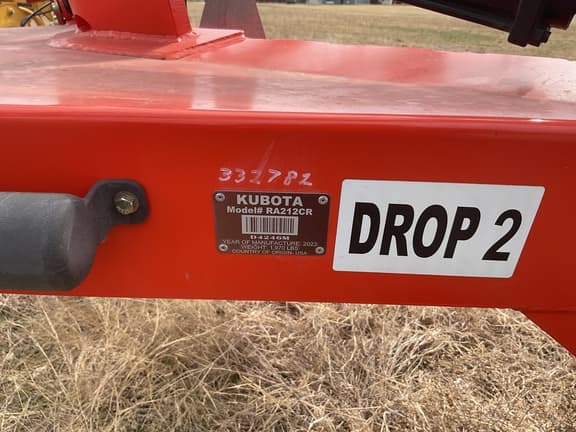 332782
KUBOTA
Model# RA212CR
D4246M
YEAR OF MANUFACTURE: 2023
WEIGHT: 1,970 LBS
COUNTRY OF ORIGIN: USA
DROP 2